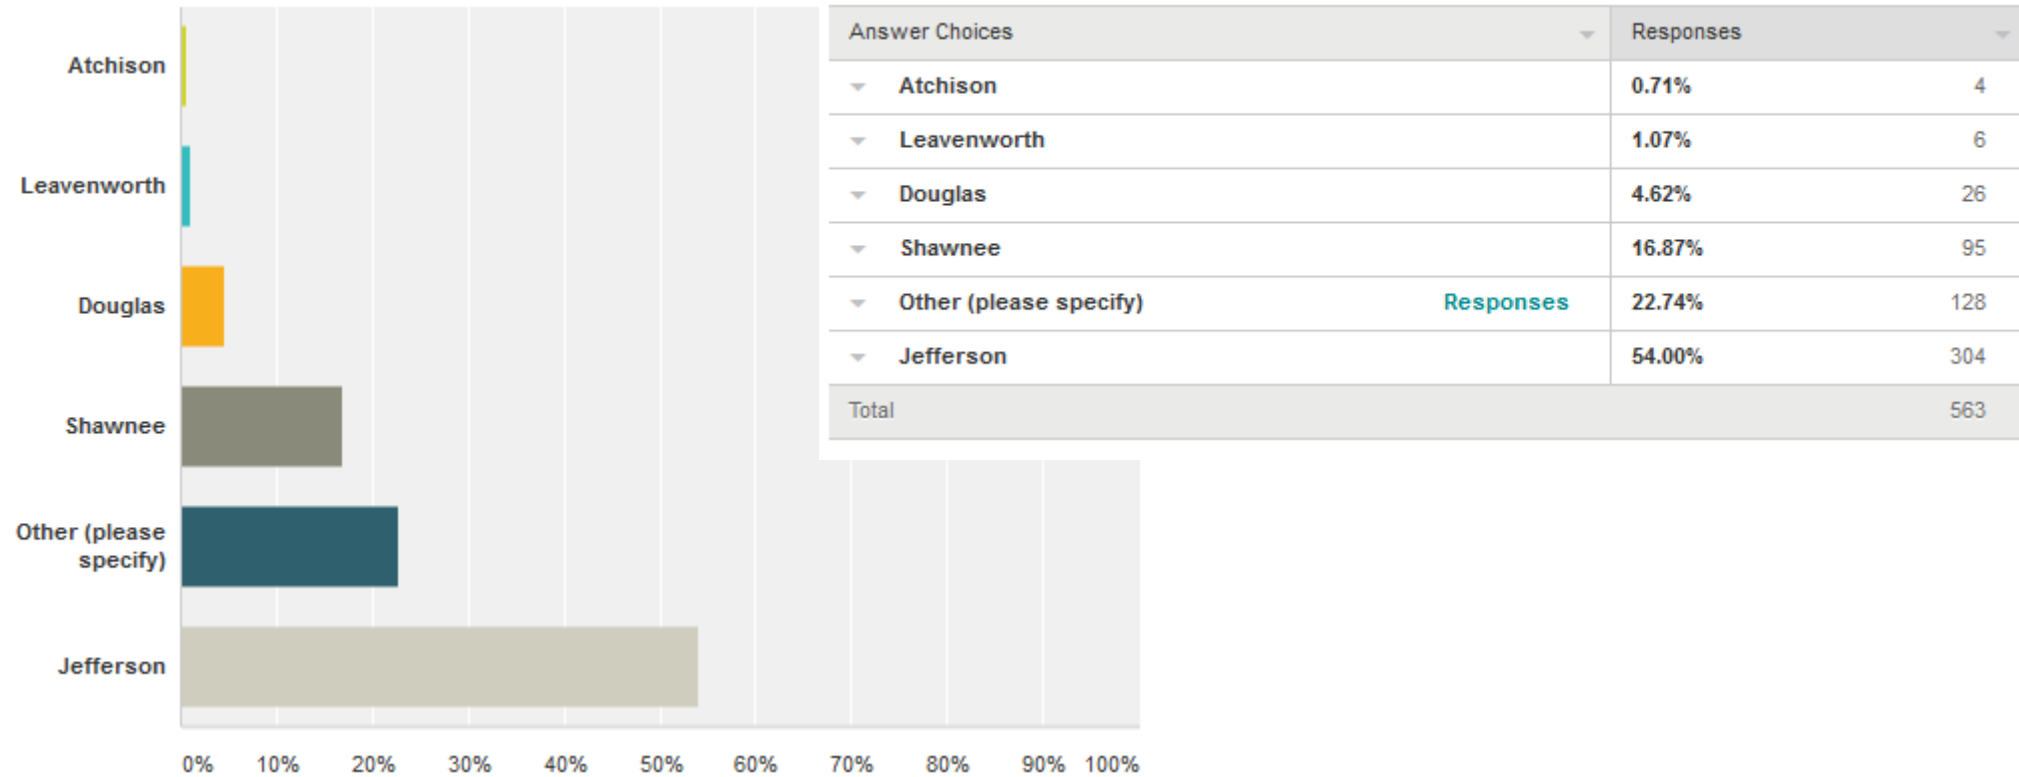 Atchison
Leavenworth
Douglas
Shawnee
Other (please
specify)
Jefferson
0% 10% 20% 30% 40% 50% 60% 70% 80% 90% 100%
Answer Choices Responses
Atchison 0.71% 4
Leavenworth 1.07% 6
Douglas 4.62% 26
Shawnee 16.87% 95
Other (please specify) Responses 22.74% 128
Jefferson 54.00% 304
Total 563